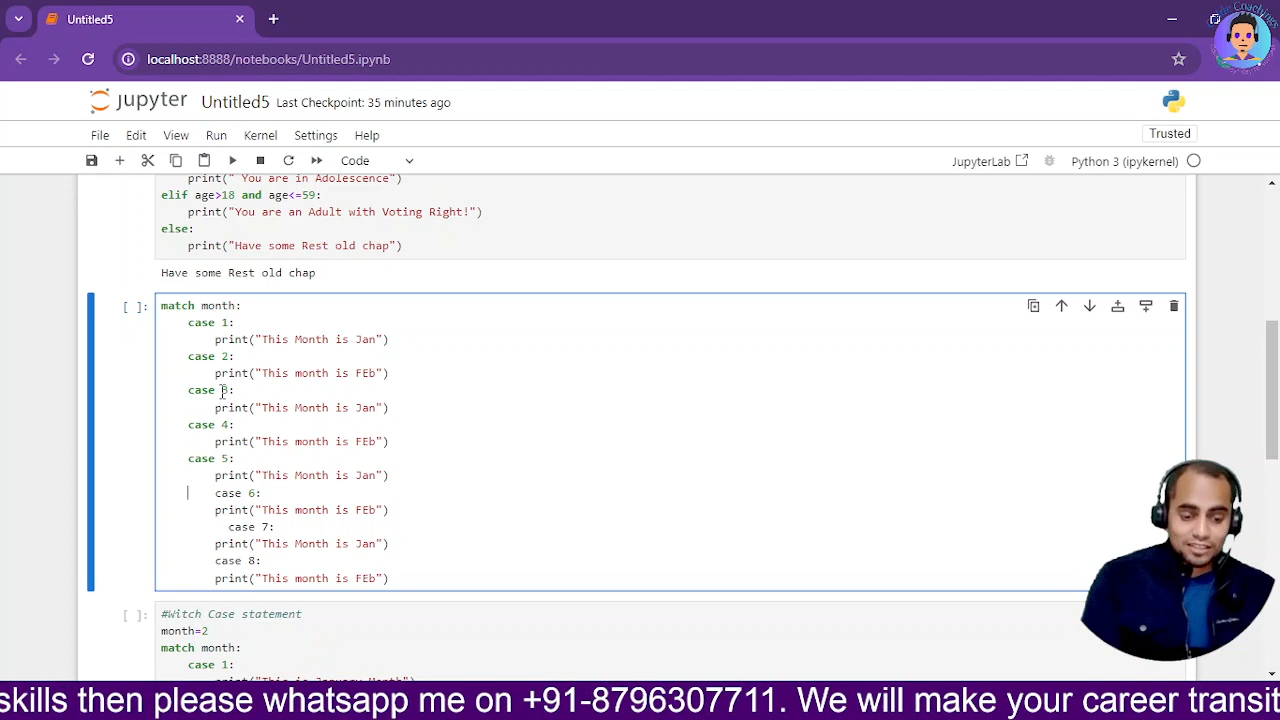 Untitled5
localhost:8888/notebooks/Untitled5.ipynb
jupyter Untitled5 Last Checkpoint: 35 minutes ago
File Edit View Run Kernel Settings Help
Trusted
Code
JupyterLab Python 3 (ipykernel)
print(" You are in Adolescence")
elif age>18 and age<=59:
print("You are an Adult with Voting Right!")
else:
print("Have some Rest old chap")
Have some Rest old chap
[ ]: match month:
case 1:
print("This Month is Jan")
case 2:
print("This month is FEb")
case 3:
print("This Month is Jan")
case 4:
print("This month is FEb")
case 5:
print("This Month is Jan")
case 6:
print("This month is FEb")
case 7:
print("This Month is Jan")
case 8:
print("This month is FEb")
[ ]: #Witch Case statement
month=2
match month:
case 1:
print("This is January Month")
skills then please whatsapp me on +91-8796307711. We will make your career transit